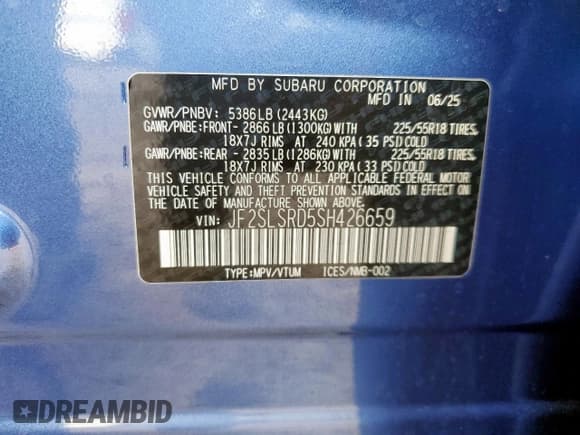 MFD BY SUBARU CORPORATION
MFD IN 06/25
GVWR/PNBV: 5386LB (2443KG)
GAWR/PNBE:FRONT- 2866LB (1300KG) WITH 225/55R18 TIRES,
18X7J RIMS AT 240 KPA (35 PSI) COLD
GAWR/PNBE:REAR - 2835LB (1286KG) WITH 225/55R18 TIRES,
18X7J RIMS AT 230 KPA (33 PSI) COLD
THIS VEHICLE CONFORMS TO ALL APPLICABLE FEDERAL MOTOR
VEHICLE SAFETY AND THEFT PREVENTION STANDARDS IN EFFECT ON
THE DATE OF MANUFACTURE SHOWN ABOVE.
VIN: JF2SLSRD5SH426659
TYPE:MPV/VTUM ICES/NMB-002
DREAMBID